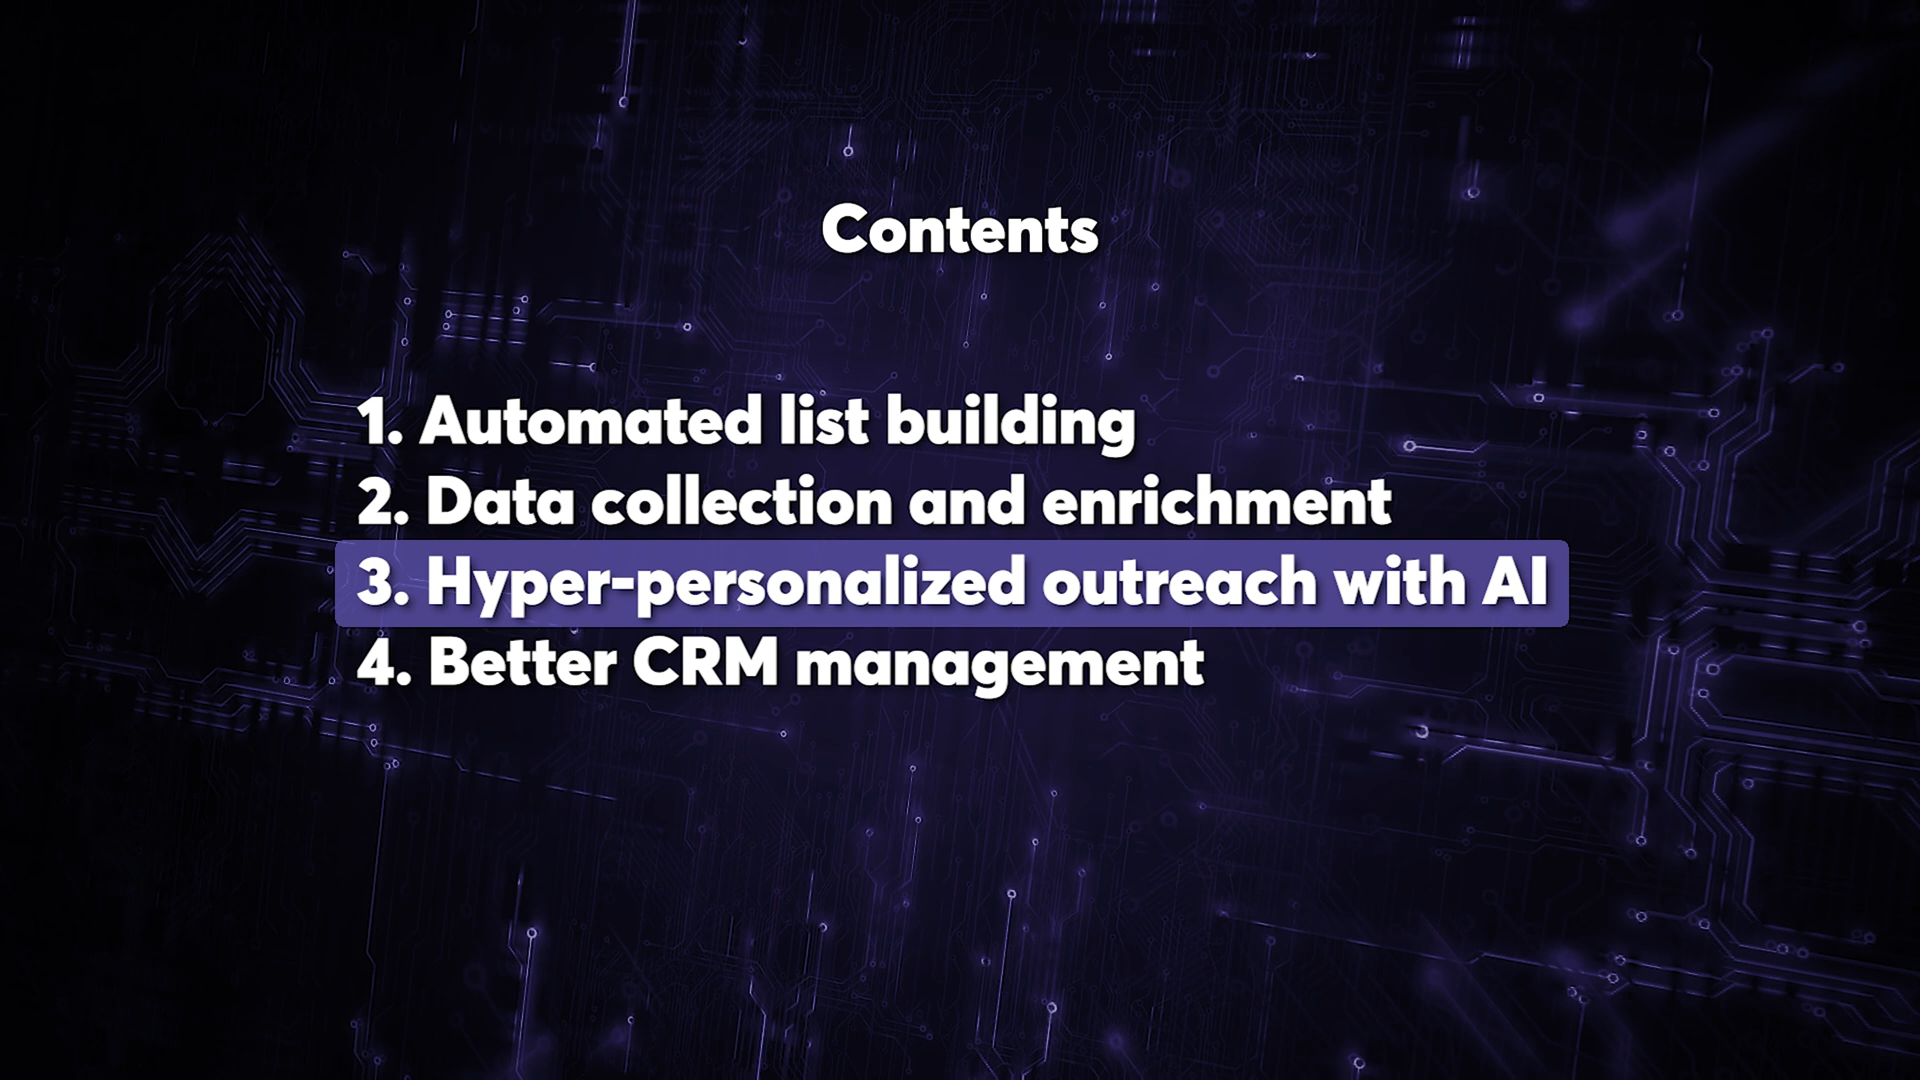 Contents
1. Automated list building
2. Data collection and enrichment
3. Hyper-personalized outreach with AI
4. Better CRM management